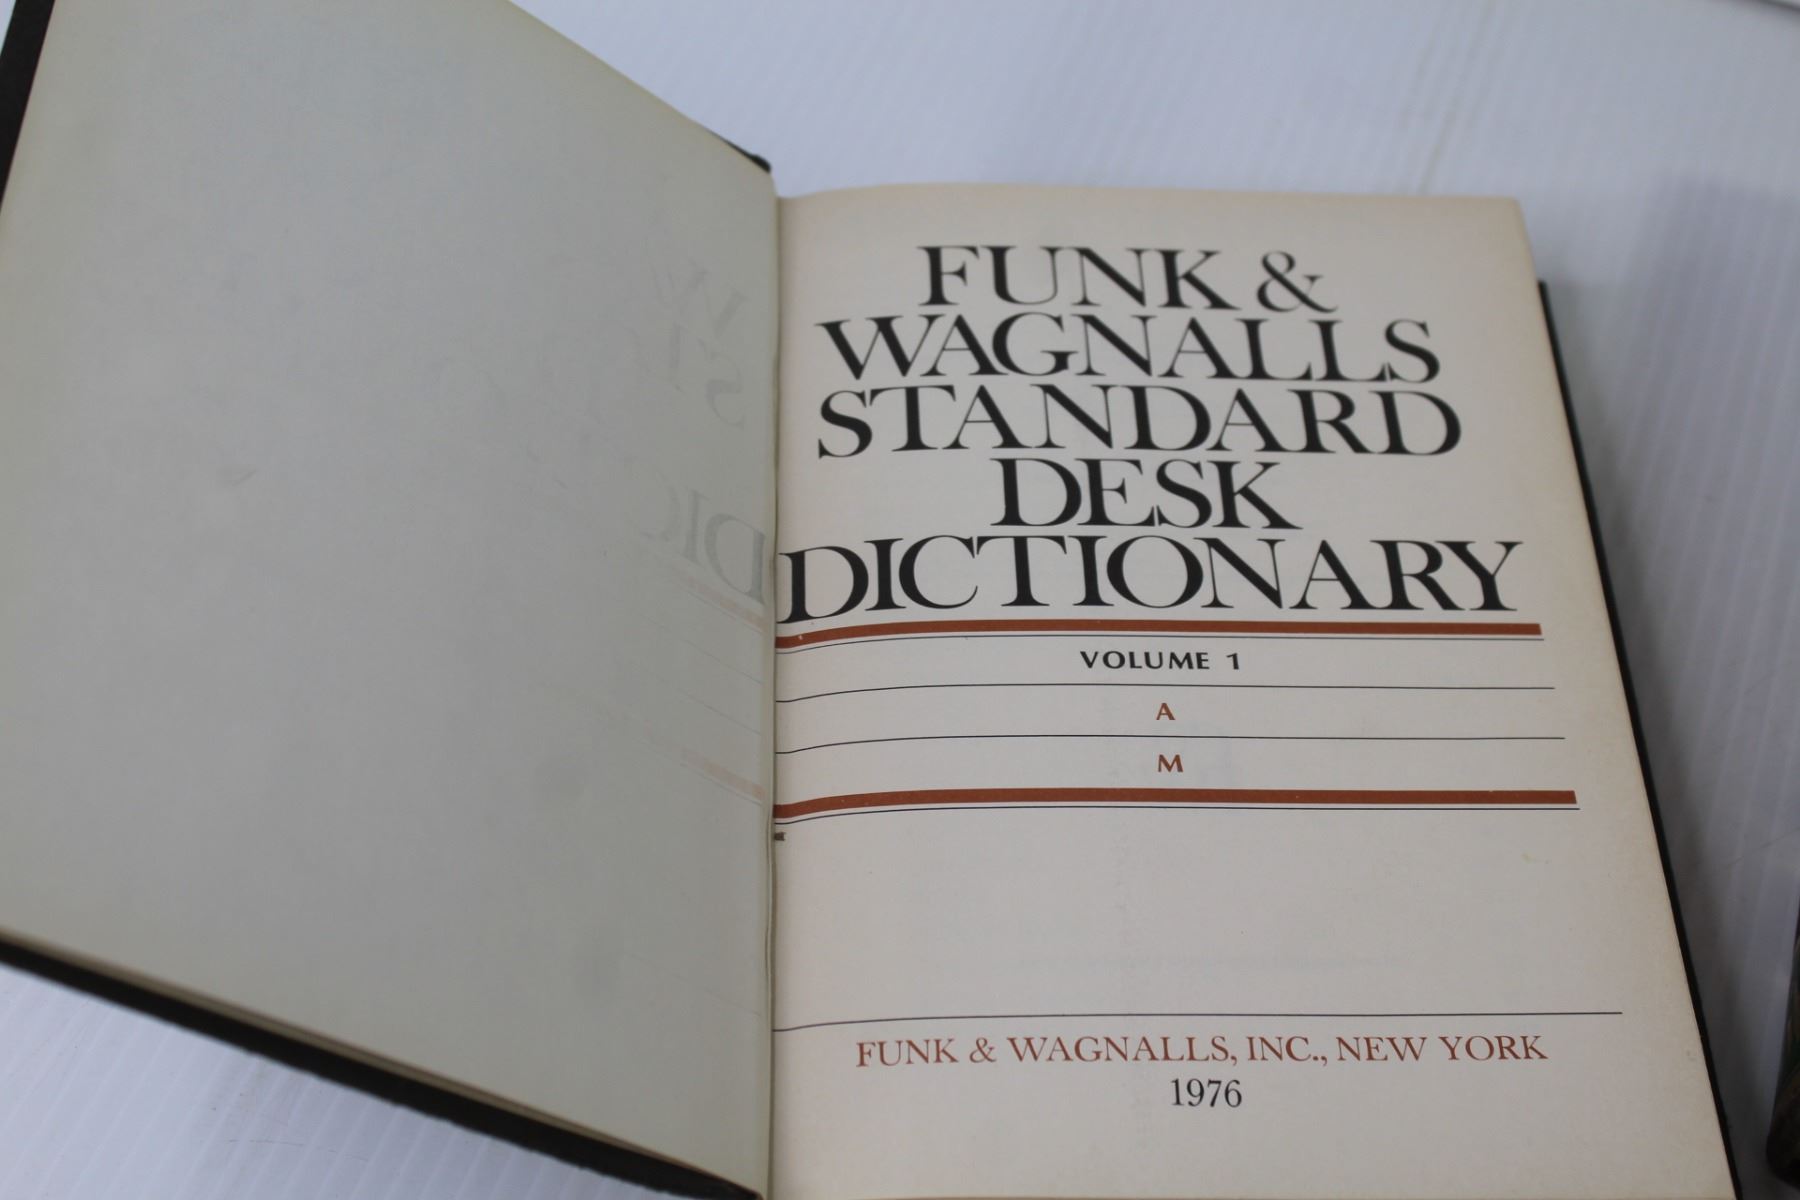 FUNK &
WAGNALLS
STANDARD
DESK
DICTIONARY
VOLUME 1
A
M
FUNK & WAGNALLS, INC., NEW YORK
1976